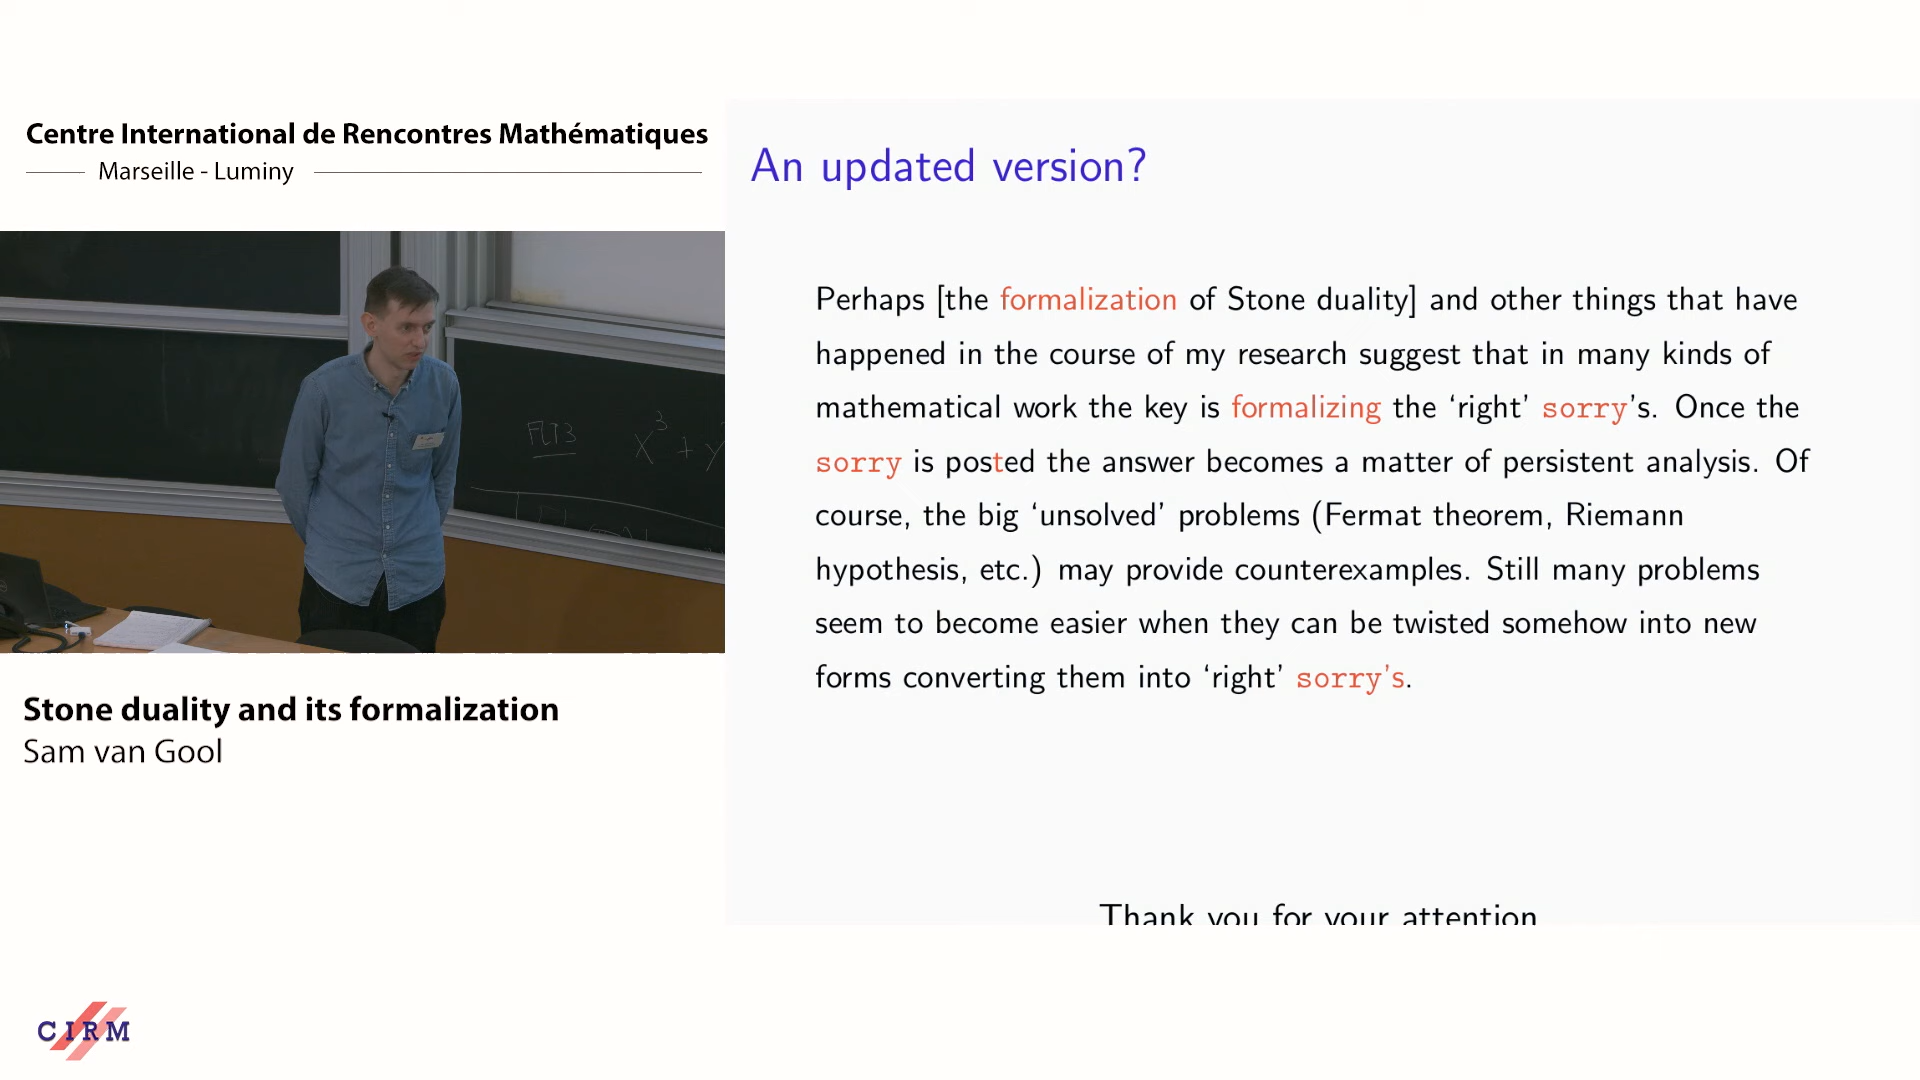 Centre International de Rencontres Mathématiques
Marseille - Luminy
FLT3 x³ + y
Stone duality and its formalization
Sam van Gool
CIRM
An updated version?
Perhaps [the formalization of Stone duality] and other things that have
happened in the course of my research suggest that in many kinds of
mathematical work the key is formalizing the ‘right’ sorry’s. Once the
sorry is posted the answer becomes a matter of persistent analysis. Of
course, the big ‘unsolved’ problems (Fermat theorem, Riemann
hypothesis, etc.) may provide counterexamples. Still many problems
seem to become easier when they can be twisted somehow into new
forms converting them into ‘right’ sorry's.
Thank you for your attention